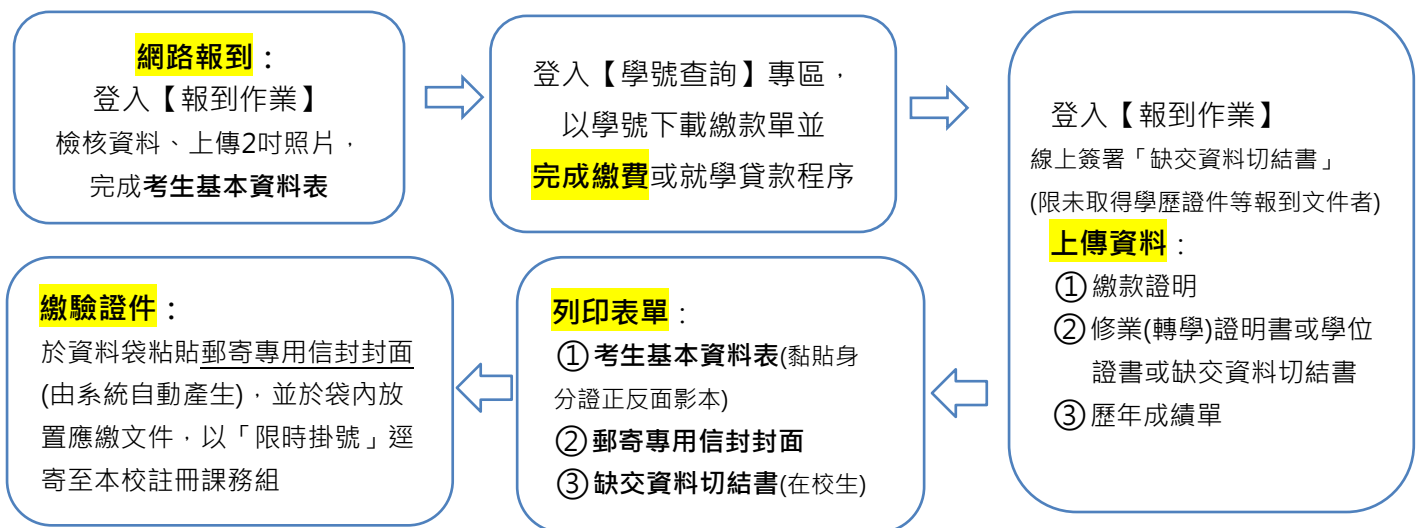 網路報到：
登入【報到作業】
檢核資料、上傳2吋照片，
完成考生基本資料表
登入【學號查詢】專區，
以學號下載繳款單並
完成繳費或就學貸款程序
登入【報到作業】
線上簽署「缺交資料切結書」
(限未取得學歷證件等報到文件者)
上傳資料：
①繳款證明
②修業(轉學)證明書或學位
證書或缺交資料切結書
③歷年成績單
列印表單：
①考生基本資料表(黏貼身
分證正反面影本)
②郵寄專用信封封面
③缺交資料切結書(在校生)
繳驗證件：
於資料袋粘貼郵寄專用信封封面
(由系統自動產生)，並於袋內放
置應繳文件，以「限時掛號」逕
寄至本校註冊課務組